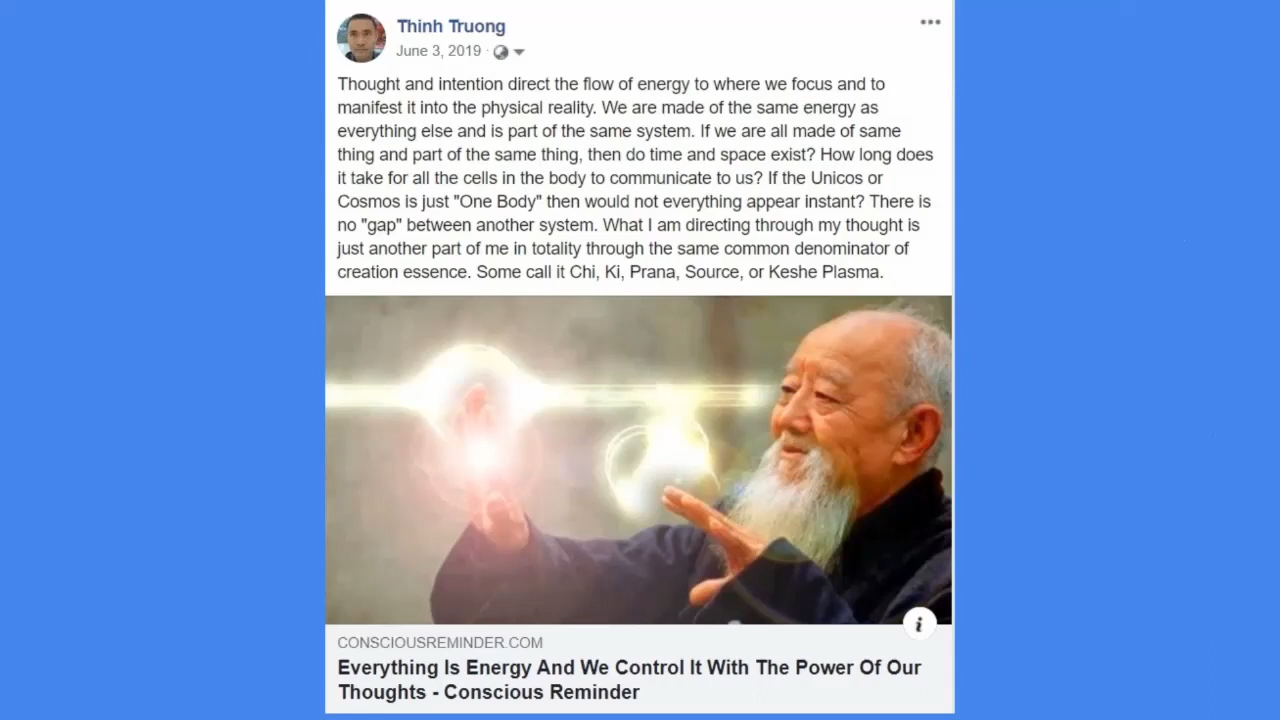 Thinh Truong
June 3, 2019 ·
Thought and intention direct the flow of energy to where we focus and to
manifest it into the physical reality. We are made of the same energy as
everything else and is part of the same system. If we are all made of same
thing and part of the same thing, then do time and space exist? How long does
it take for all the cells in the body to communicate to us? If the Unicos or
Cosmos is just "One Body" then would not everything appear instant? There is
no "gap" between another system. What I am directing through my thought is
just another part of me in totality through the same common denominator of
creation essence. Some call it Chi, Ki, Prana, Source, or Keshe Plasma.
i
CONSCIOUSREMINDER.COM
Everything Is Energy And We Control It With The Power Of Our
Thoughts - Conscious Reminder